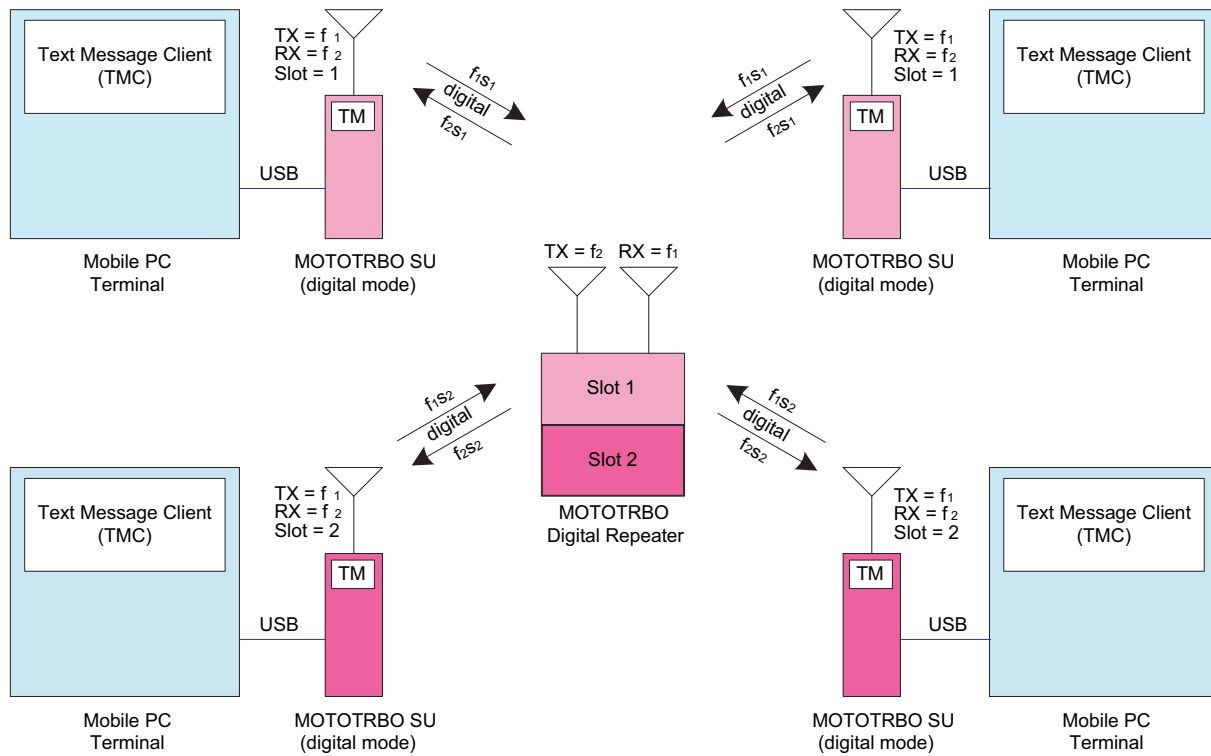 Text Message Client
(TMC)
TX = f 1
RX = f 2
Slot = 1
TM
USB
Mobile PC
Terminal
MOTOTRBO SU
(digital mode)
f1s1
digital
f2s1
f1s1
digital
f2s1
TX = f1
RX = f2
Slot = 1
TM
Text Message Client
(TMC)
USB
MOTOTRBO SU
(digital mode)
Mobile PC
Terminal
TX = f2
RX = f1
Slot 1
Slot 2
MOTOTRBO
Digital Repeater
f1s2
digital
f2s2
f1s2
digital
f2s2
Text Message Client
(TMC)
TX = f 1
RX = f 2
Slot = 2
TM
USB
Mobile PC
Terminal
MOTOTRBO SU
(digital mode)
TX = f1
RX = f2
Slot = 2
TM
Text Message Client
(TMC)
USB
MOTOTRBO SU
(digital mode)
Mobile PC
Terminal